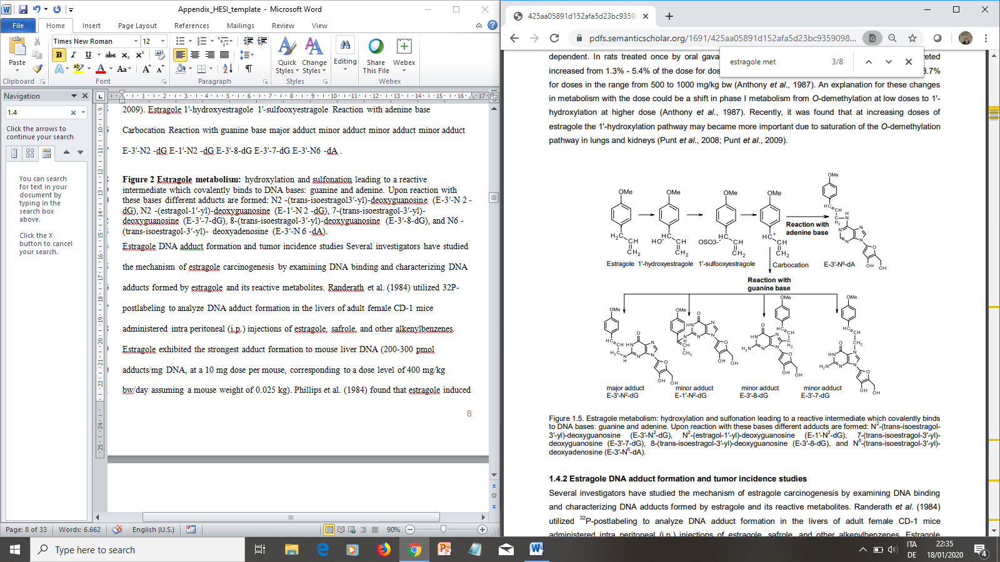 Appendix_HESI_template - Microsoft Word
File Home Insert Page Layout References Mailings Review View
Times New Roman 12
Paste
B I U abc X₂ X² Aa A A
Quick Styles
Change Styles
Editing
Share This File
WebEx
Clipboard Font Paragraph Styles Webex
Navigation
1.4
Click the arrows to
continue your search
You can search
for text in your
document by
typing in the
search box
above.
Click the X
button to cancel
your search.
1 2 3 4 5 6 7 8 9 10 11 12 13 14 15 16 17
2009). Estragole 1'-hydroxyestragole 1'-sulfooxyestragole Reaction with adenine base
Carbocation Reaction with guanine base major adduct minor adduct minor adduct minor adduct
E-3'-N2 -dG E-1'-N2 -dG E-3'-8-dG E-3'-7-dG E-3'-N6 -dA .
Figure 2 Estragole metabolism: hydroxylation and sulfonation leading to a reactive
intermediate which covalently binds to DNA bases: guanine and adenine. Upon reaction with
these bases different adducts are formed: N2 -(trans-isoestragol3′-yl)-deoxyguanosine (E-3′-N 2 -
dG), N2 -(estragol-1′-yl)-deoxyguanosine (E-1′-N 2 -dG), 7-(trans-isoestragol-3′-yl)-
deoxyguanosine (E-3′-7-dG), 8-(trans-isoestragol-3′-yl)-deoxyguanosine (E-3′-8-dG), and N6 -
(trans-isoestragol-3′-yl)- deoxyadenosine (E-3′-N 6 -dA).
Estragole DNA adduct formation and tumor incidence studies Several investigators have studied
the mechanism of estragole carcinogenesis by examining DNA binding and characterizing DNA
adducts formed by estragole and its reactive metabolites. Randerath et al. (1984) utilized 32P-
postlabeling to analyze DNA adduct formation in the livers of adult female CD-1 mice
administered intra peritoneal (i.p.) injections of estragole, safrole, and other alkenylbenzenes.
Estragole exhibited the strongest adduct formation to mouse liver DNA (200-300 pmol
adducts/mg DNA, at a 10 mg dose per mouse, corresponding to a dose level of 400 mg/kg
bw/day assuming a mouse weight of 0.025 kg). Phillips et al. (1984) found that estragole induced
8
Page: 8 of 33 Words: 6.662 English (U.S.) 90%
425aa05891d152afa5d23bc9359
pdfs.semanticscholar.org/1691/425aa05891d152afa5d23bc9359098...
estragole met 3/8
dependent. In rats treated once by oral gava
increased from 1.3% - 5.4% of the dose for dos 3.7%
for doses in the range from 500 to 1000 mg/kg bw (Anthony et al., 1987). An explanation for these changes
in metabolism with the dose could be a shift in phase I metabolism from O-demethylation at low doses to 1'-
hydroxylation at higher dose (Anthony et al., 1987). Recently, it was found that at increasing doses of
estragole the 1'-hydroxylation pathway may became more important due to saturation of the O-demethylation
pathway in lungs and kidneys (Punt et al., 2008; Punt et al., 2009).
OMe OMe OMe OMe OMe
Reaction with
adenine base
Estragole 1'-hydroxyestragole 1'-sulfooxyestragole Carbocation E-3'-N⁶-dA
Reaction with
guanine base
major adduct minor adduct minor adduct minor adduct
E-3'-N²-dG E-1'-N²-dG E-3'-8-dG E-3'-7-dG
Figure 1.5. Estragole metabolism: hydroxylation and sulfonation leading to a reactive intermediate which covalently binds
to DNA bases: guanine and adenine. Upon reaction with these bases different adducts are formed: N²-(trans-isoestragol-
3′-yl)-deoxyguanosine (E-3′-N²-dG), N²-(estragol-1′-yl)-deoxyguanosine (E-1′-N²-dG), 7-(trans-isoestragol-3′-yl)-
deoxyguanosine (E-3′-7-dG), 8-(trans-isoestragol-3′-yl)-deoxyguanosine (E-3′-8-dG), and N⁶-(trans-isoestragol-3′-yl)-
deoxyadenosine (E-3′-N⁶-dA).
1.4.2 Estragole DNA adduct formation and tumor incidence studies
Several investigators have studied the mechanism of estragole carcinogenesis by examining DNA binding
and characterizing DNA adducts formed by estragole and its reactive metabolites. Randerath et al. (1984)
utilized ³²P-postlabeling to analyze DNA adduct formation in the livers of adult female CD-1 mice
administered intra peritoneal (i.p.) injections of estragole, safrole, and other alkenylbenzenes. Estragole
Type here to search
ITA
DE
22:35
18/01/2020
4